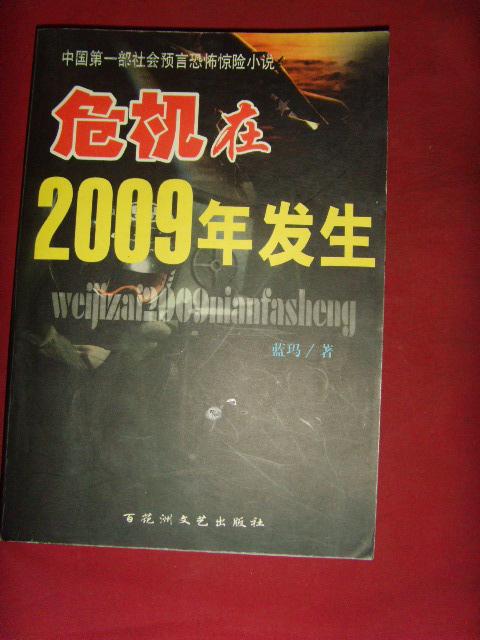 中国第一部社会预言恐怖惊险小说
危机在
2009年发生
weijizai2009nianfasheng
蓝玛/著
百花洲文艺出版社